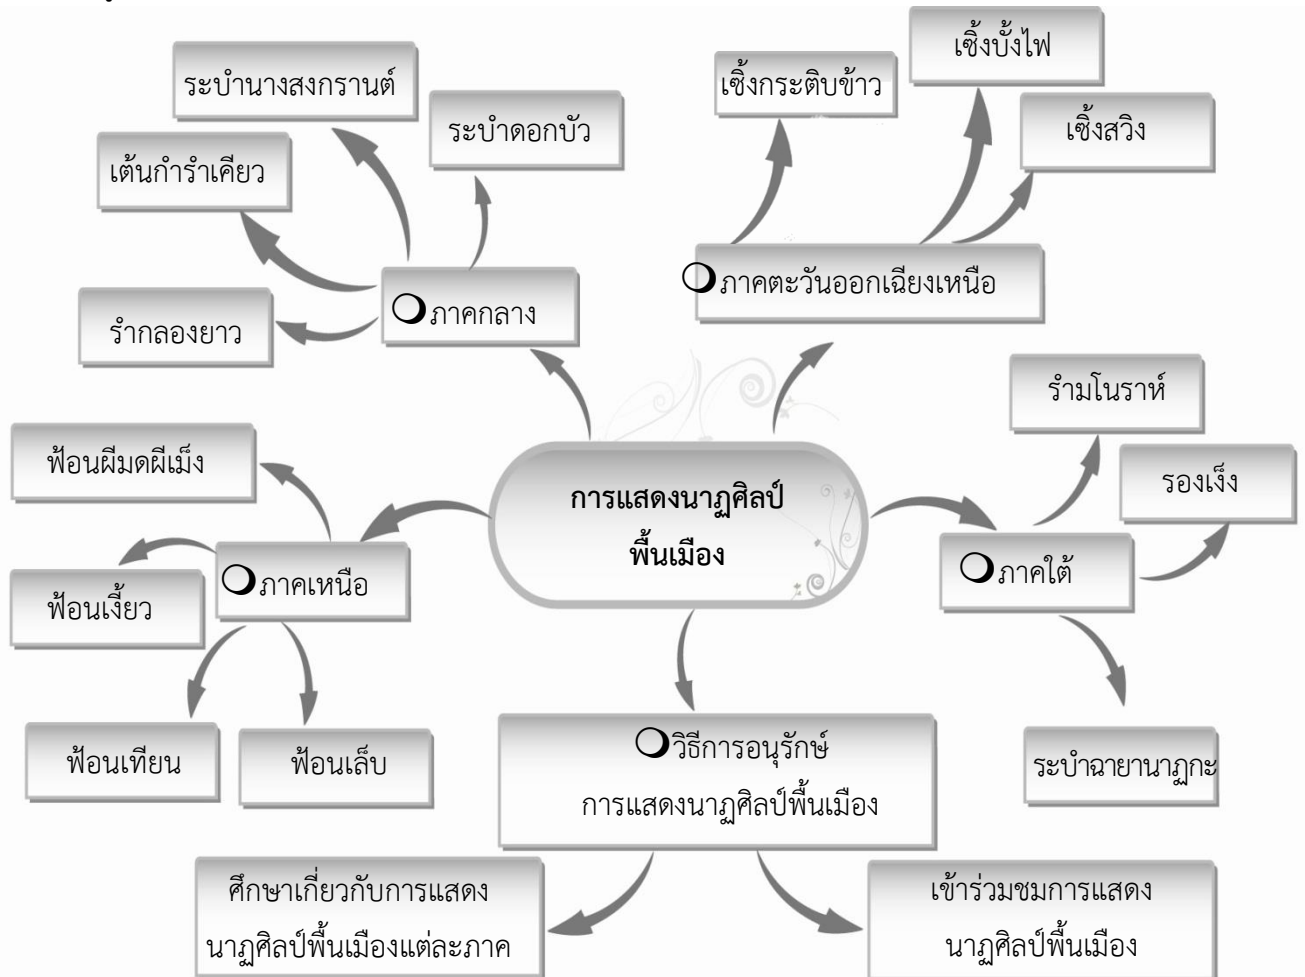 เซิ้งบั้งไฟ
ระบำนางสงกรานต์
เซิ้งกระติบข้าว
ระบำดอกบัว
เซิ้งสวิง
เต้นกำรำเคียว
ภาคตะวันออกเฉียงเหนือ
ภาคกลาง
รำกลองยาว
รำมโนราห์
ฟ้อนผีมดผีเม็ง
รองเง็ง
การแสดงนาฏศิลป์
พื้นเมือง
ภาคเหนือ
ภาคใต้
ฟ้อนเงี้ยว
ฟ้อนเทียน
ฟ้อนเล็บ
วิธีการอนุรักษ์
การแสดงนาฏศิลป์พื้นเมือง
ระบำฉายานาฏกะ
ศึกษาเกี่ยวกับการแสดง
นาฏศิลป์พื้นเมืองแต่ละภาค
เข้าร่วมชมการแสดง
นาฏศิลป์พื้นเมือง